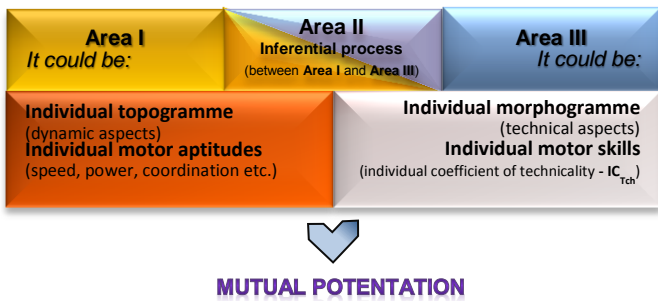 Area I
It could be:
Area II
Inferential process
(between Area I and Area III)
Area III
It could be:
Individual topogramme
(dynamic aspects)
Individual motor aptitudes
(speed, power, coordination etc.)
Individual morphogramme
(technical aspects)
Individual motor skills
(individual coefficient of technicality - IC Tch)
MUTUAL POTENTATION